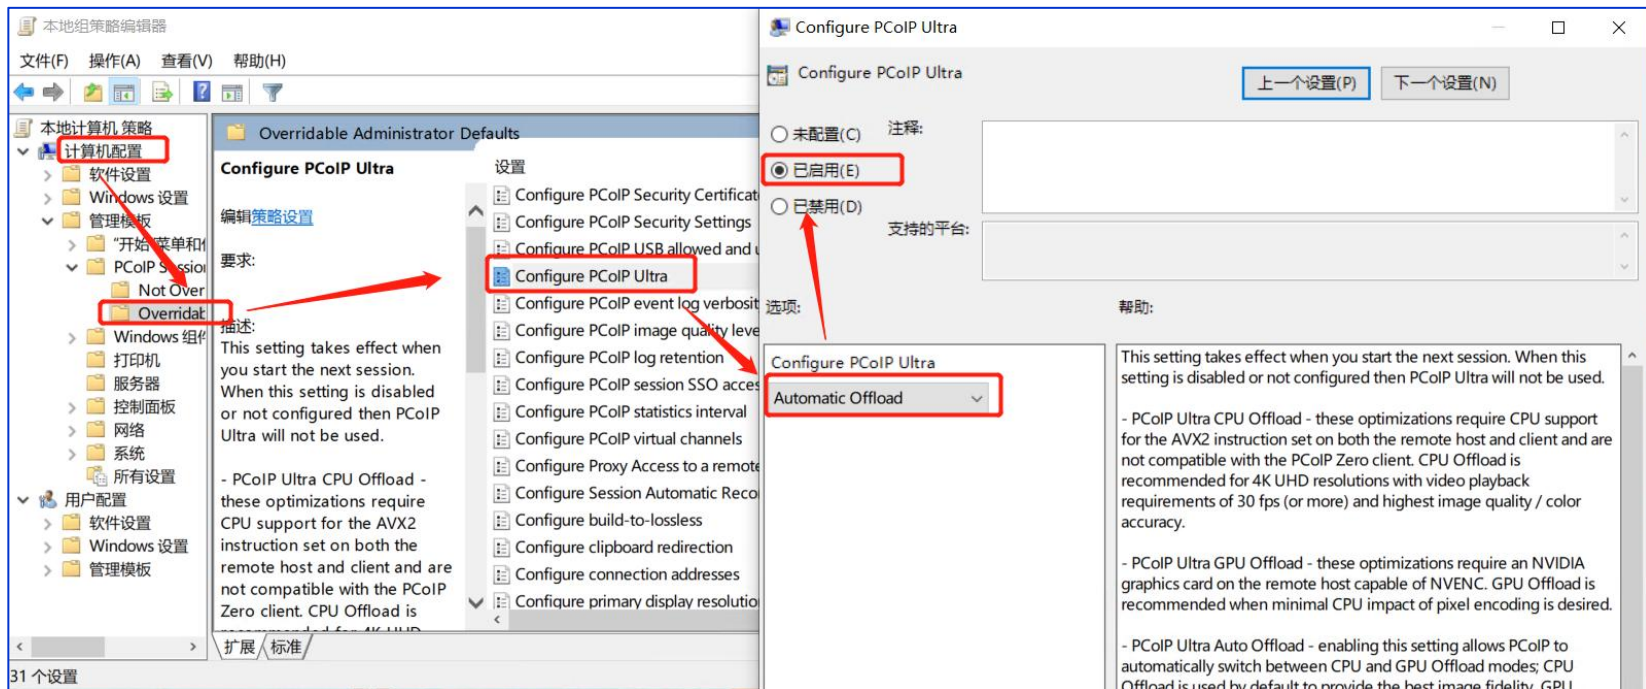 本地组策略编辑器
文件(F) 操作(A) 查看(V) 帮助(H)
本地计算机 策略
计算机配置
软件设置
Windows 设置
管理模板
"开始"菜单和
PCoIP Session
Not Over
Overridab
Windows 组件
打印机
服务器
控制面板
网络
系统
所有设置
用户配置
软件设置
Windows 设置
管理模板
Overridable Administrator Defaults
Configure PCoIP Ultra
编辑策略设置
要求:
描述:
This setting takes effect when
you start the next session.
When this setting is disabled
or not configured then PCoIP
Ultra will not be used.
- PCoIP Ultra CPU Offload -
these optimizations require
CPU support for the AVX2
instruction set on both the
remote host and client and are
not compatible with the PCoIP
Zero client. CPU Offload is
recommended for 4K UHD
设置
Configure PCoIP Security Certificat
Configure PCoIP Security Settings
Configure PCoIP USB allowed and u
Configure PCoIP Ultra
Configure PCoIP event log verbosit
Configure PCoIP image quality leve
Configure PCoIP log retention
Configure PCoIP session SSO acces
Configure PCoIP statistics interval
Configure PCoIP virtual channels
Configure Proxy Access to a remote
Configure Session Automatic Reco
Configure build-to-lossless
Configure clipboard redirection
Configure connection addresses
Configure primary display resolutio
扩展 标准
31 个设置
Configure PCoIP Ultra
Configure PCoIP Ultra
上一个设置(P) 下一个设置(N)
未配置(C)
已启用(E)
已禁用(D)
注释:
支持的平台:
选项:
帮助:
Configure PCoIP Ultra
Automatic Offload
This setting takes effect when you start the next session. When this
setting is disabled or not configured then PCoIP Ultra will not be used.
- PCoIP Ultra CPU Offload - these optimizations require CPU support
for the AVX2 instruction set on both the remote host and client and are
not compatible with the PCoIP Zero client. CPU Offload is
recommended for 4K UHD resolutions with video playback
requirements of 30 fps (or more) and highest image quality / color
accuracy.
- PCoIP Ultra GPU Offload - these optimizations require an NVIDIA
graphics card on the remote host capable of NVENC. GPU Offload is
recommended when minimal CPU impact of pixel encoding is desired.
- PCoIP Ultra Auto Offload - enabling this setting allows PCoIP to
automatically switch between CPU and GPU Offload modes; CPU
Offload is used by default to provide the best image fidelity, GPU